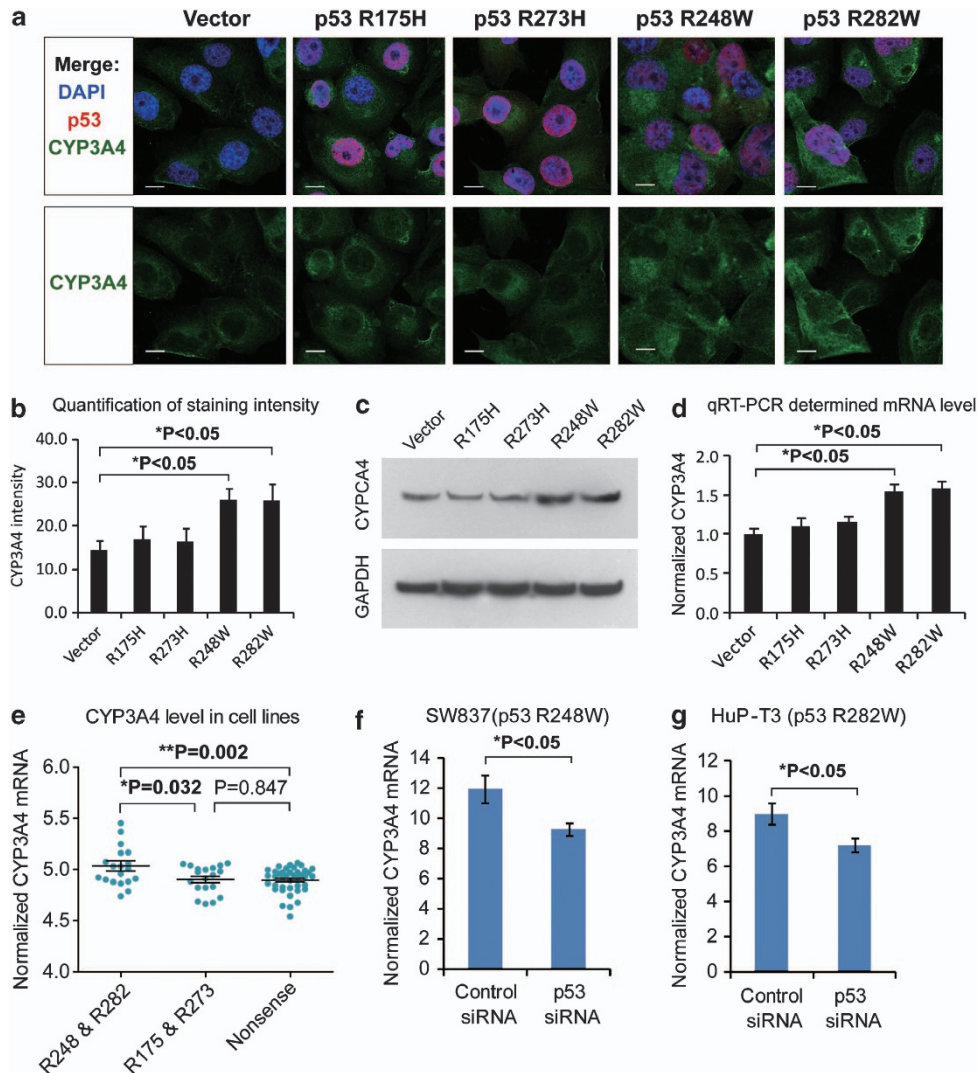 a
Vector p53 R175H p53 R273H p53 R248W p53 R282W
Merge:
DAPI
p53
CYP3A4
CYP3A4
b Quantification of staining intensity
*P<0.05
*P<0.05
CYP3A4 intensity
40.0
30.0
20.0
10.0
0.0
Vector R175H R273H R248W R282W
c
Vector R175H R273H R248W R282W
CYPCA4
GAPDH
d qRT-PCR determined mRNA level
*P<0.05
*P<0.05
Normalized CYP3A4
2.0
1.5
1.0
0.5
0.0
Vector R175H R273H R248W R282W
e CYP3A4 level in cell lines
**P=0.002
*P=0.032 P=0.847
Normalized CYP3A4 mRNA
6.0
5.5
5.0
4.5
4.0
R248 & R282 R175 & R273 Nonsense
f SW837(p53 R248W)
*P<0.05
Normalized CYP3A4 mRNA
14
12
10
8
6
4
2
0
Control p53
siRNA siRNA
g HuP-T3 (p53 R282W)
*P<0.05
Normalized CYP3A4 mRNA
12
10
8
6
4
2
0
Control p53
siRNA siRNA